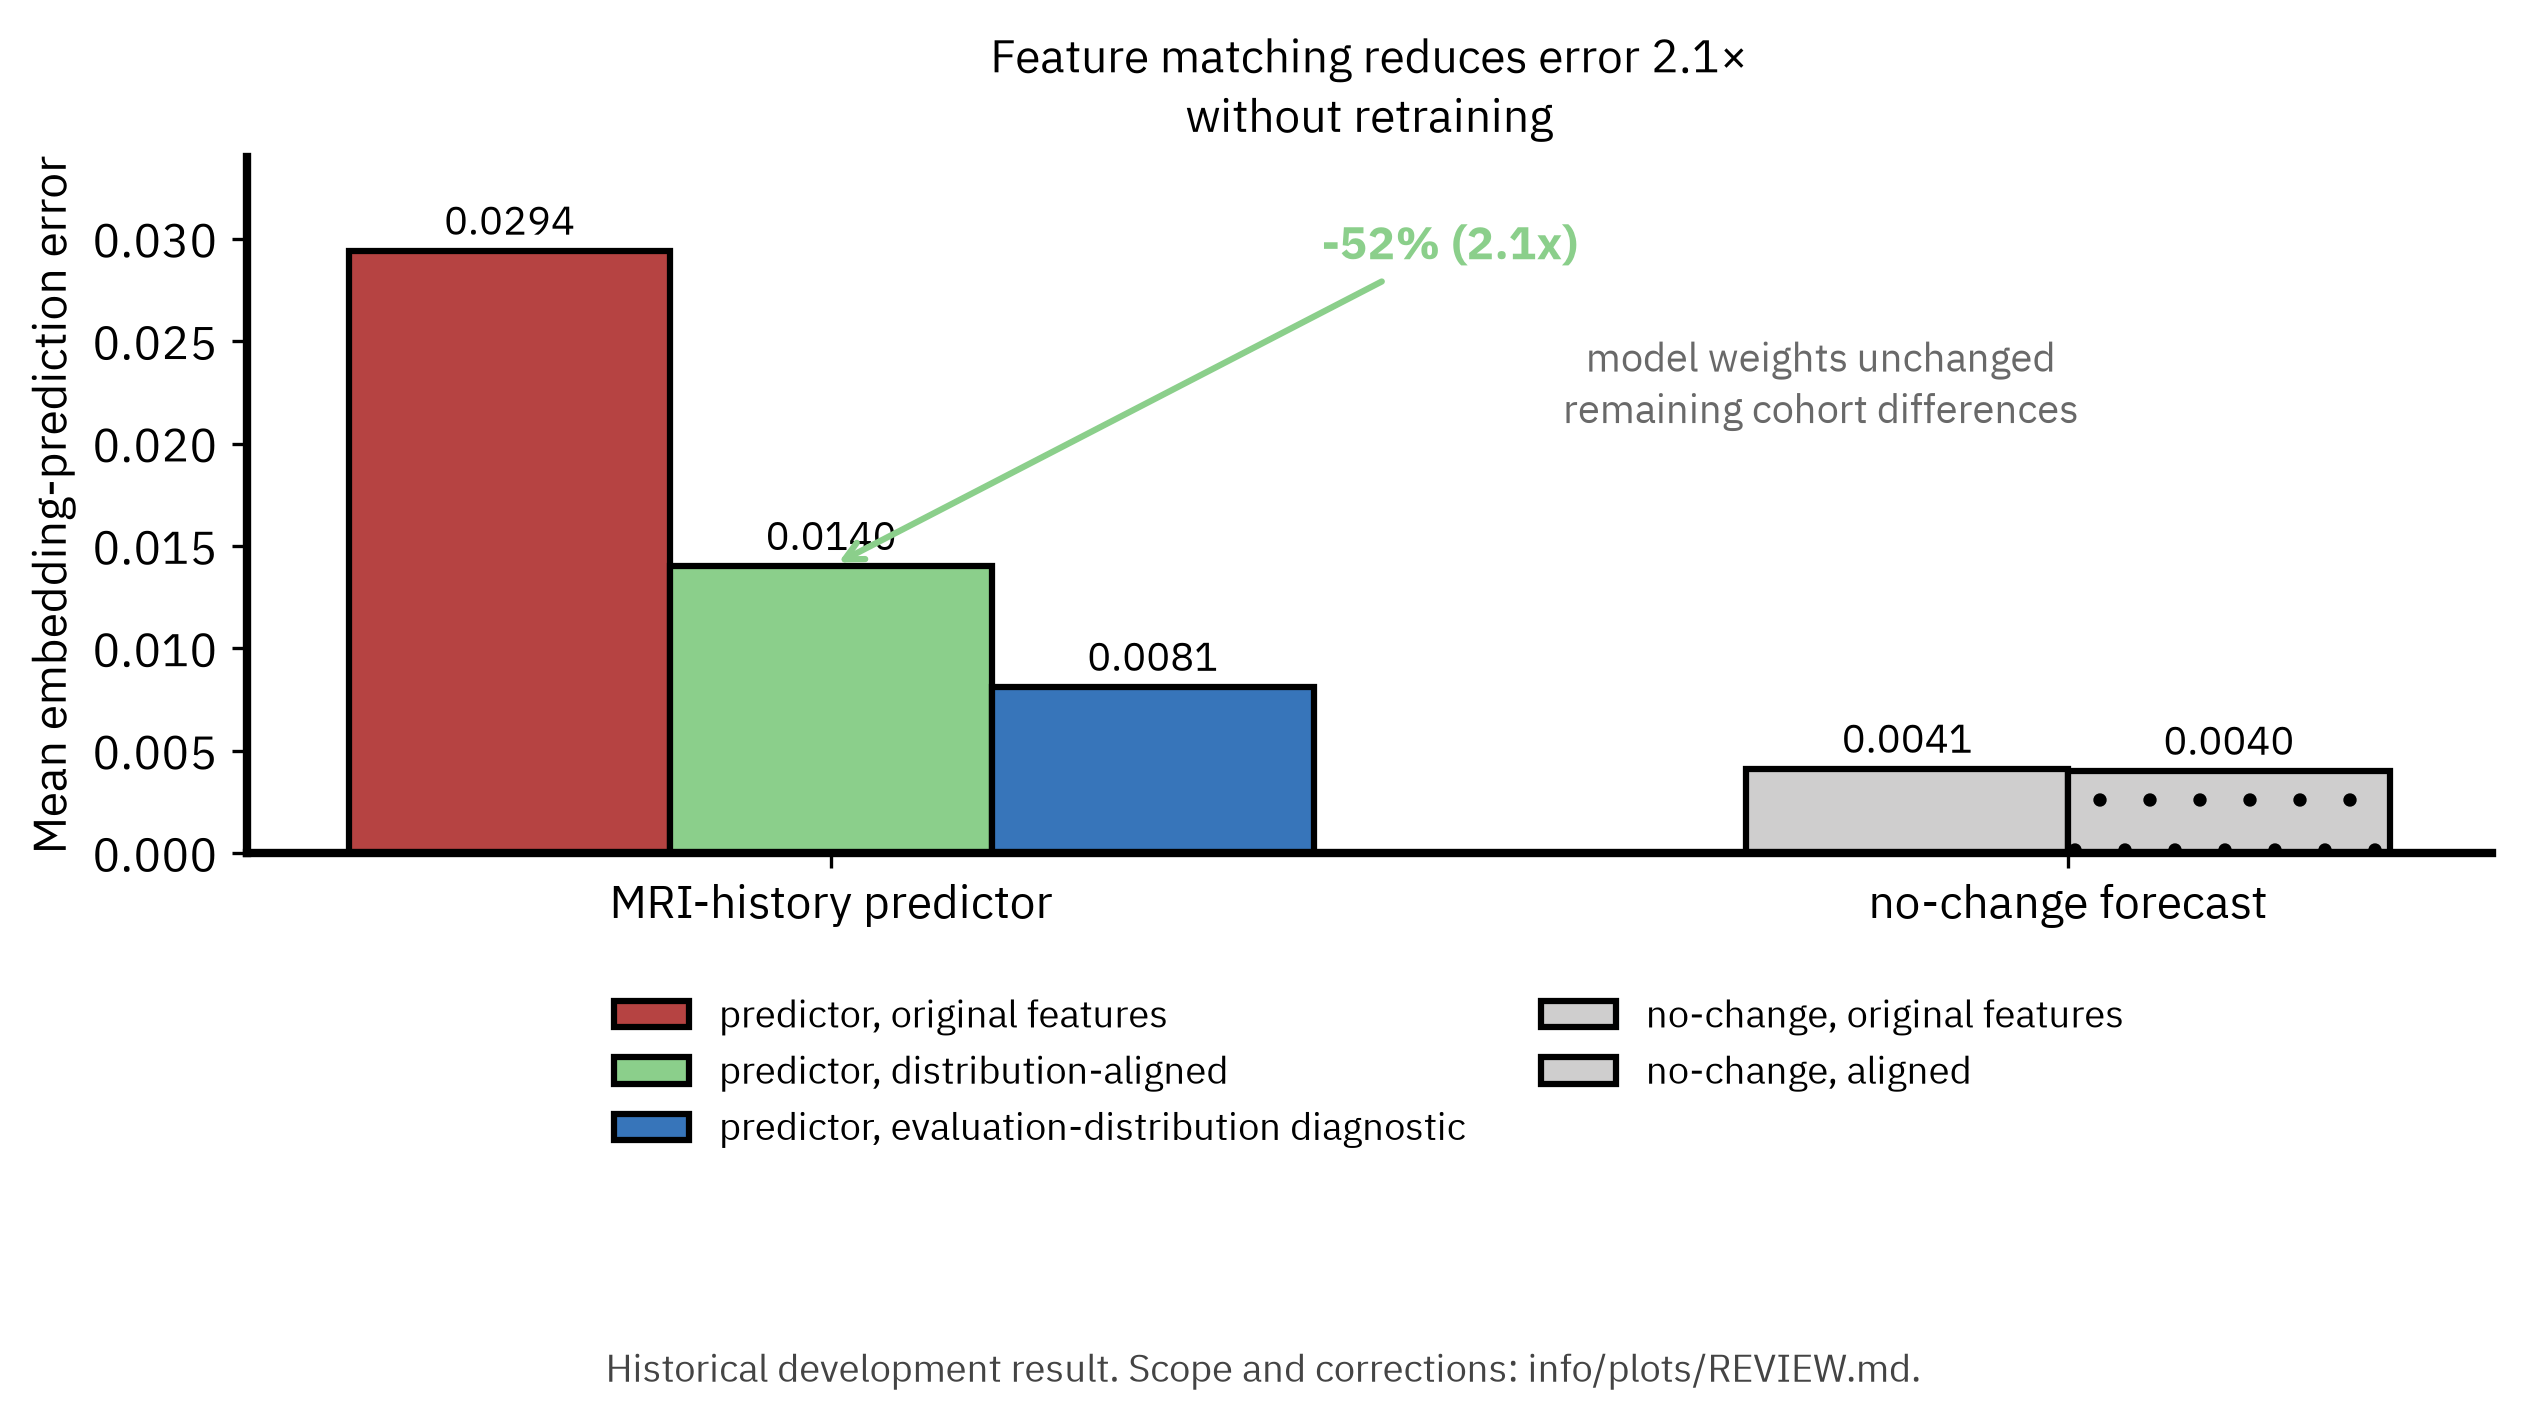 Feature matching reduces error 2.1×
without retraining
Mean embedding-prediction error
0.030
0.025
0.020
0.015
0.010
0.005
0.000
0.0294
0.0140
0.0081
0.0041
0.0040
-52% (2.1x)
model weights unchanged
remaining cohort differences
MRI-history predictor
no-change forecast
predictor, original features
predictor, distribution-aligned
predictor, evaluation-distribution diagnostic
no-change, original features
no-change, aligned
Historical development result. Scope and corrections: info/plots/REVIEW.md.